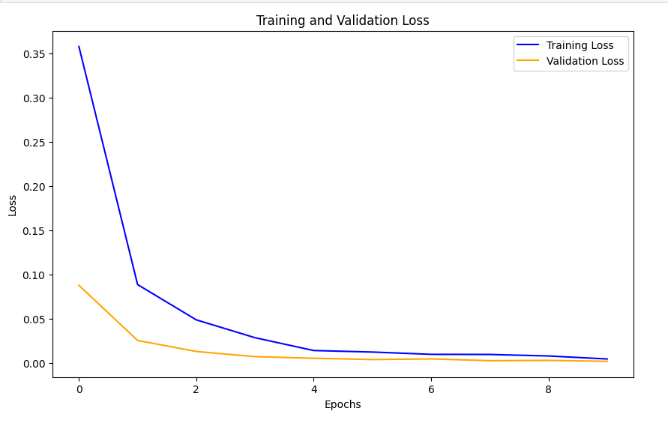 Training and Validation Loss
Training Loss
Validation Loss
0.35
0.30
0.25
0.20
0.15
0.10
0.05
0.00
Loss
0 2 4 6 8
Epochs